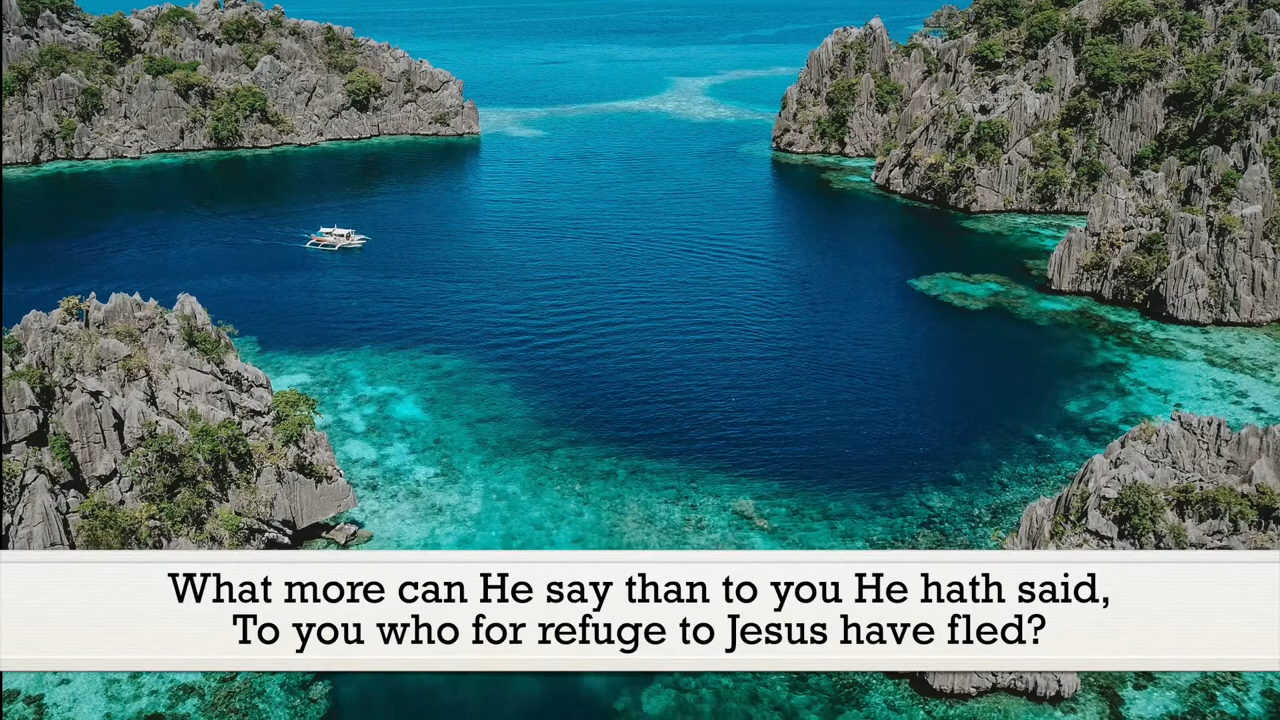 What more can He say than to you He hath said,
To you who for refuge to Jesus have fled?